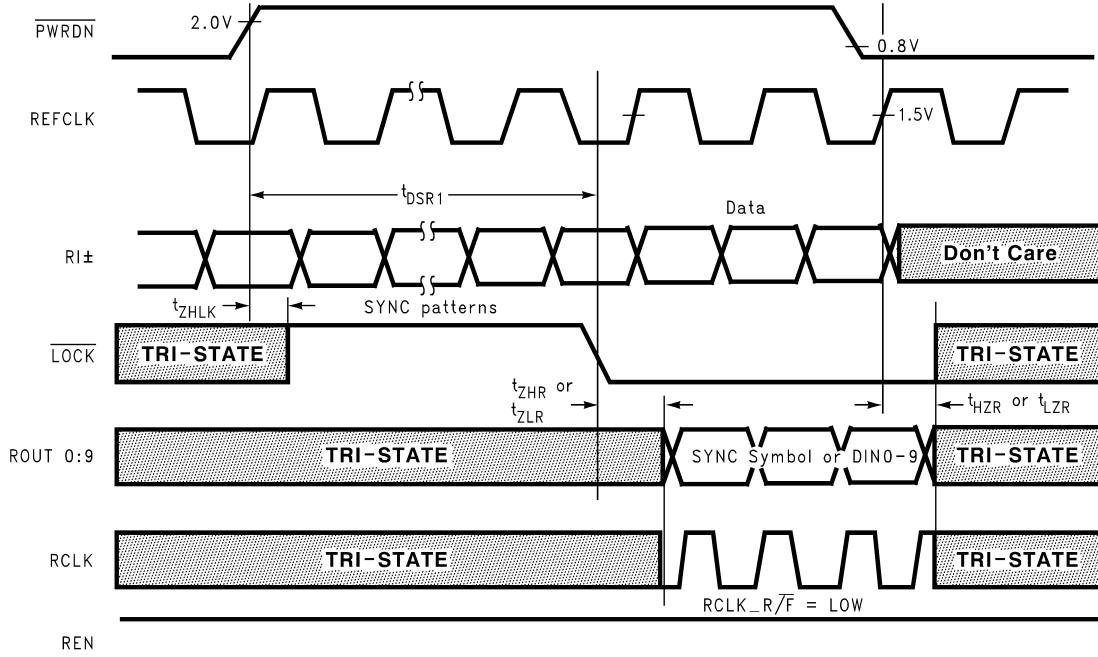 PWRDN
2.0V
0.8V
REFCLK
1.5V
tDSR1
Data
RI±
Don't Care
tZHLK
SYNC patterns
LOCK
TRI-STATE
TRI-STATE
tZHR or
tZLR
tHZR or tLZR
ROUT 0:9
TRI-STATE
SYNC Symbol or DIN0-9
TRI-STATE
RCLK
TRI-STATE
TRI-STATE
RCLK_R/F = LOW
REN